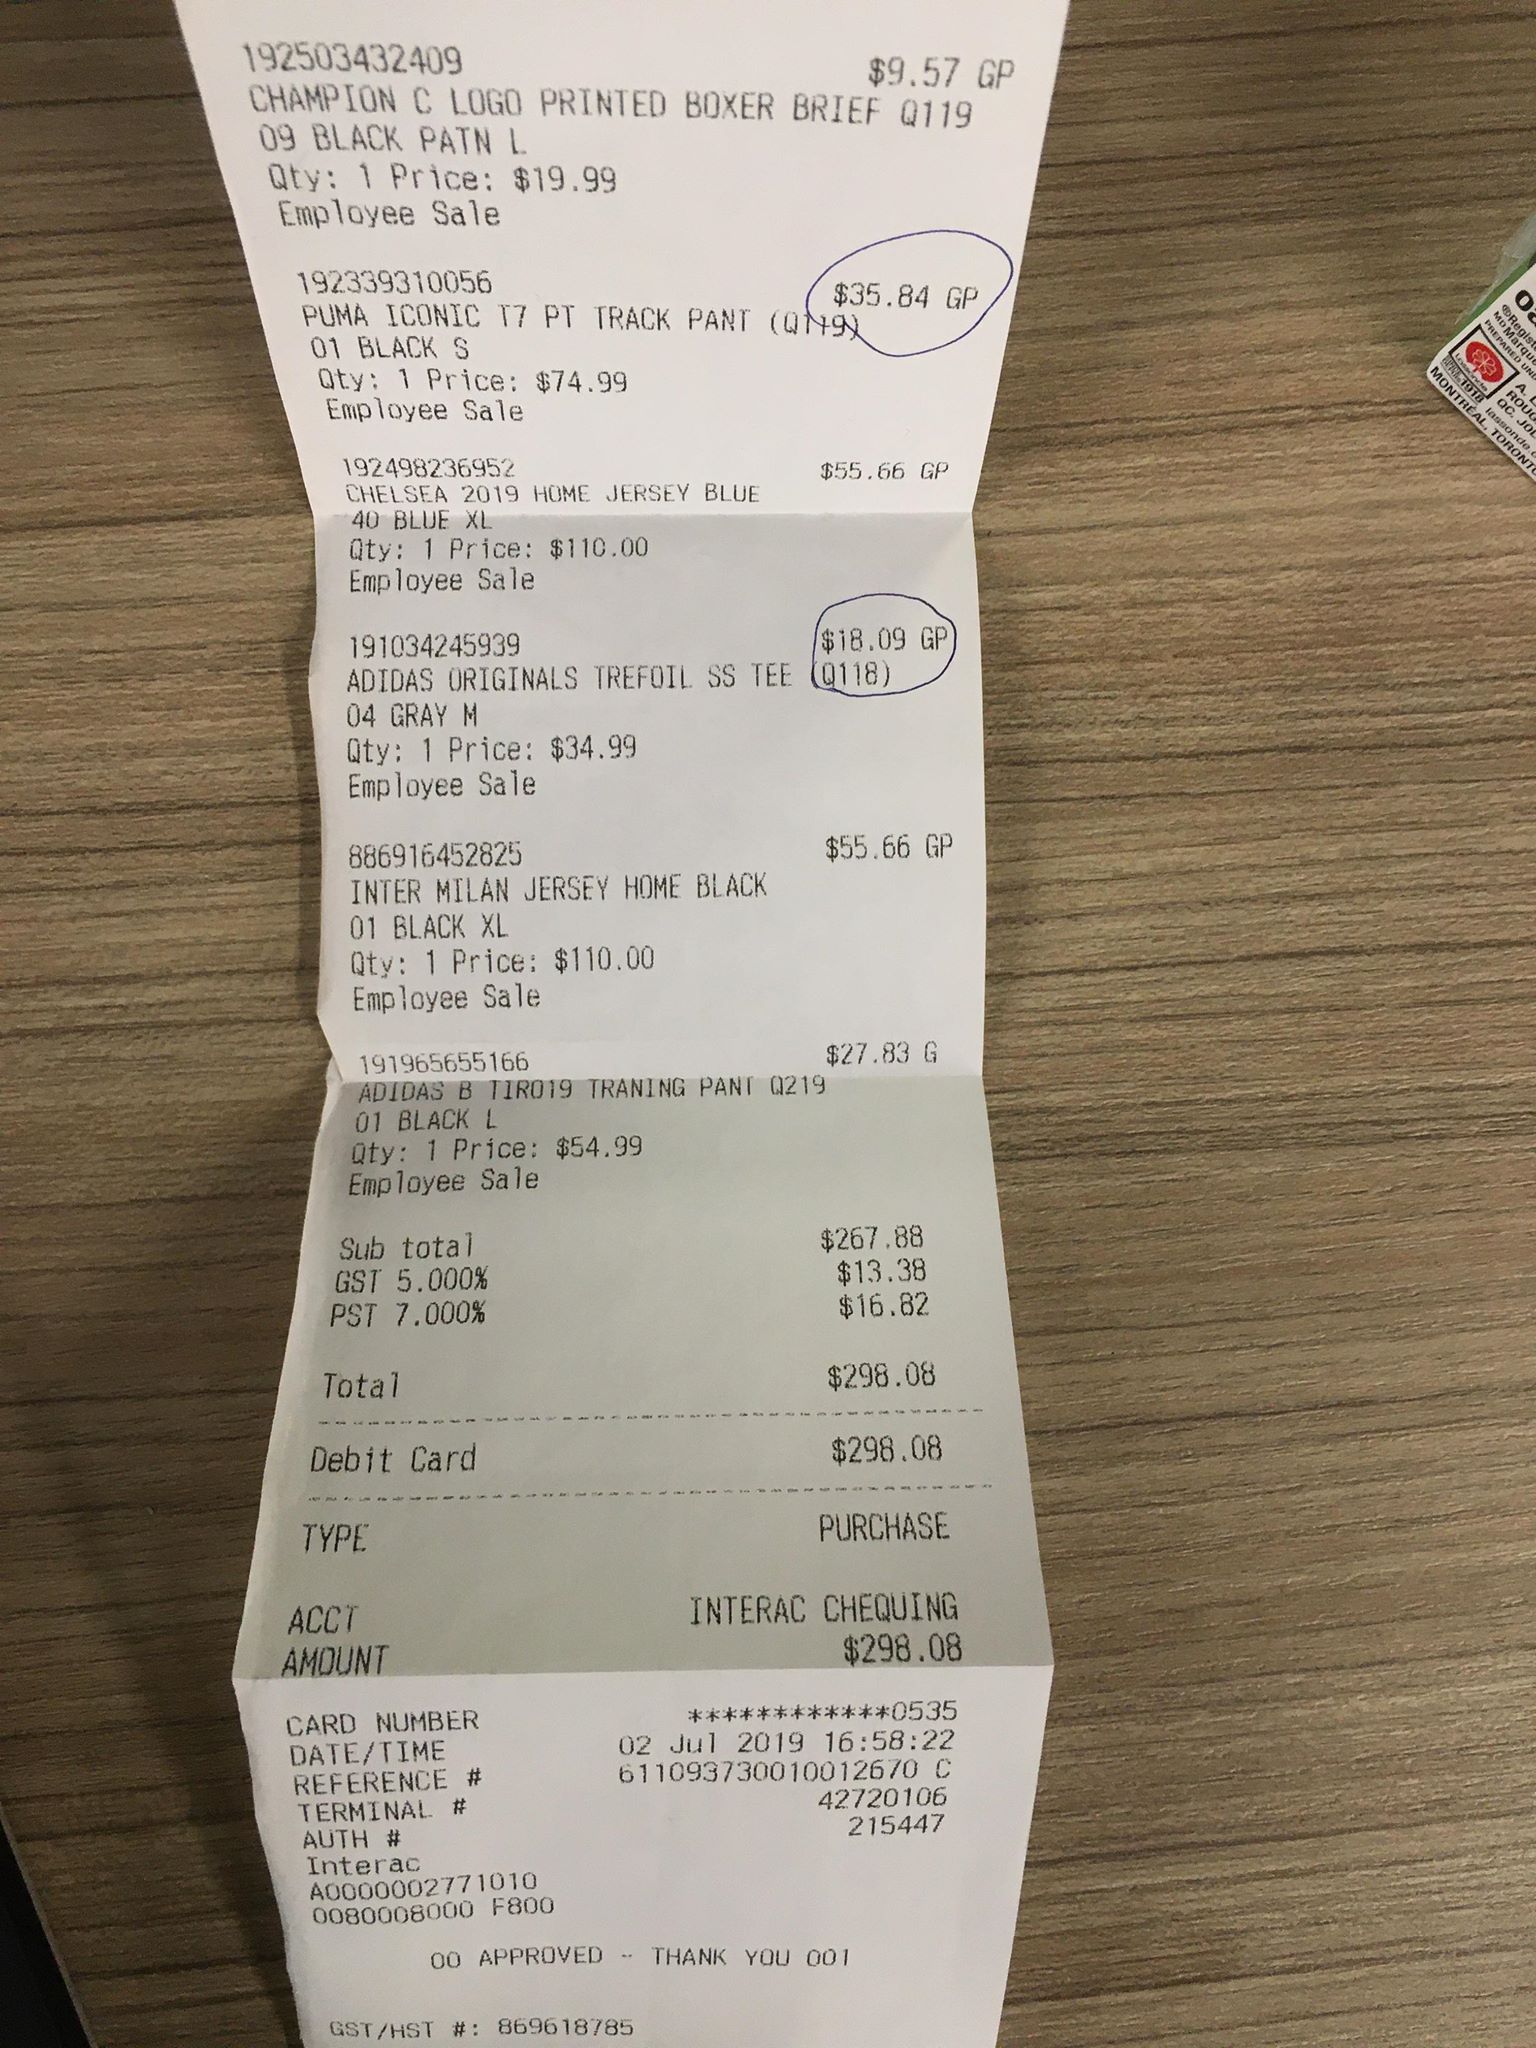 192503432409 $9.57 GP
CHAMPION C LOGO PRINTED BOXER BRIEF Q119
09 BLACK PATN L
Qty: 1 Price: $19.99
Employee Sale
192339310056 $35.84 GP
PUMA ICONIC T7 PT TRACK PANT (Q119)
01 BLACK S
Qty: 1 Price: $74.99
Employee Sale
192498236952 $55.66 GP
CHELSEA 2019 HOME JERSEY BLUE
40 BLUE XL
Qty: 1 Price: $110.00
Employee Sale
191034245939 $18.09 GP
ADIDAS ORIGINALS TREFOIL SS TEE (Q118)
04 GRAY M
Qty: 1 Price: $34.99
Employee Sale
886916452825 $55.66 GP
INTER MILAN JERSEY HOME BLACK
01 BLACK XL
Qty: 1 Price: $110.00
Employee Sale
191965655166 $27.83 G
ADIDAS B TIRO19 TRANING PANT Q219
01 BLACK L
Qty: 1 Price: $54.99
Employee Sale
Sub total $267.88
GST 5.000% $13.38
PST 7.000% $16.82
Total $298.08
Debit Card $298.08
TYPE PURCHASE
ACCT INTERAC CHEQUING
AMOUNT $298.08
CARD NUMBER ************0535
DATE/TIME 02 Jul 2019 16:58:22
REFERENCE # 611093730010012670 C
TERMINAL # 42720106
AUTH # 215447
Interac
A0000002771010
0080008000 F800
00 APPROVED - THANK YOU 001
GST/HST #: 869618785
©Regist
MD Marqu
PREPARED UN
1918
MONTRÉAL, TORONTO